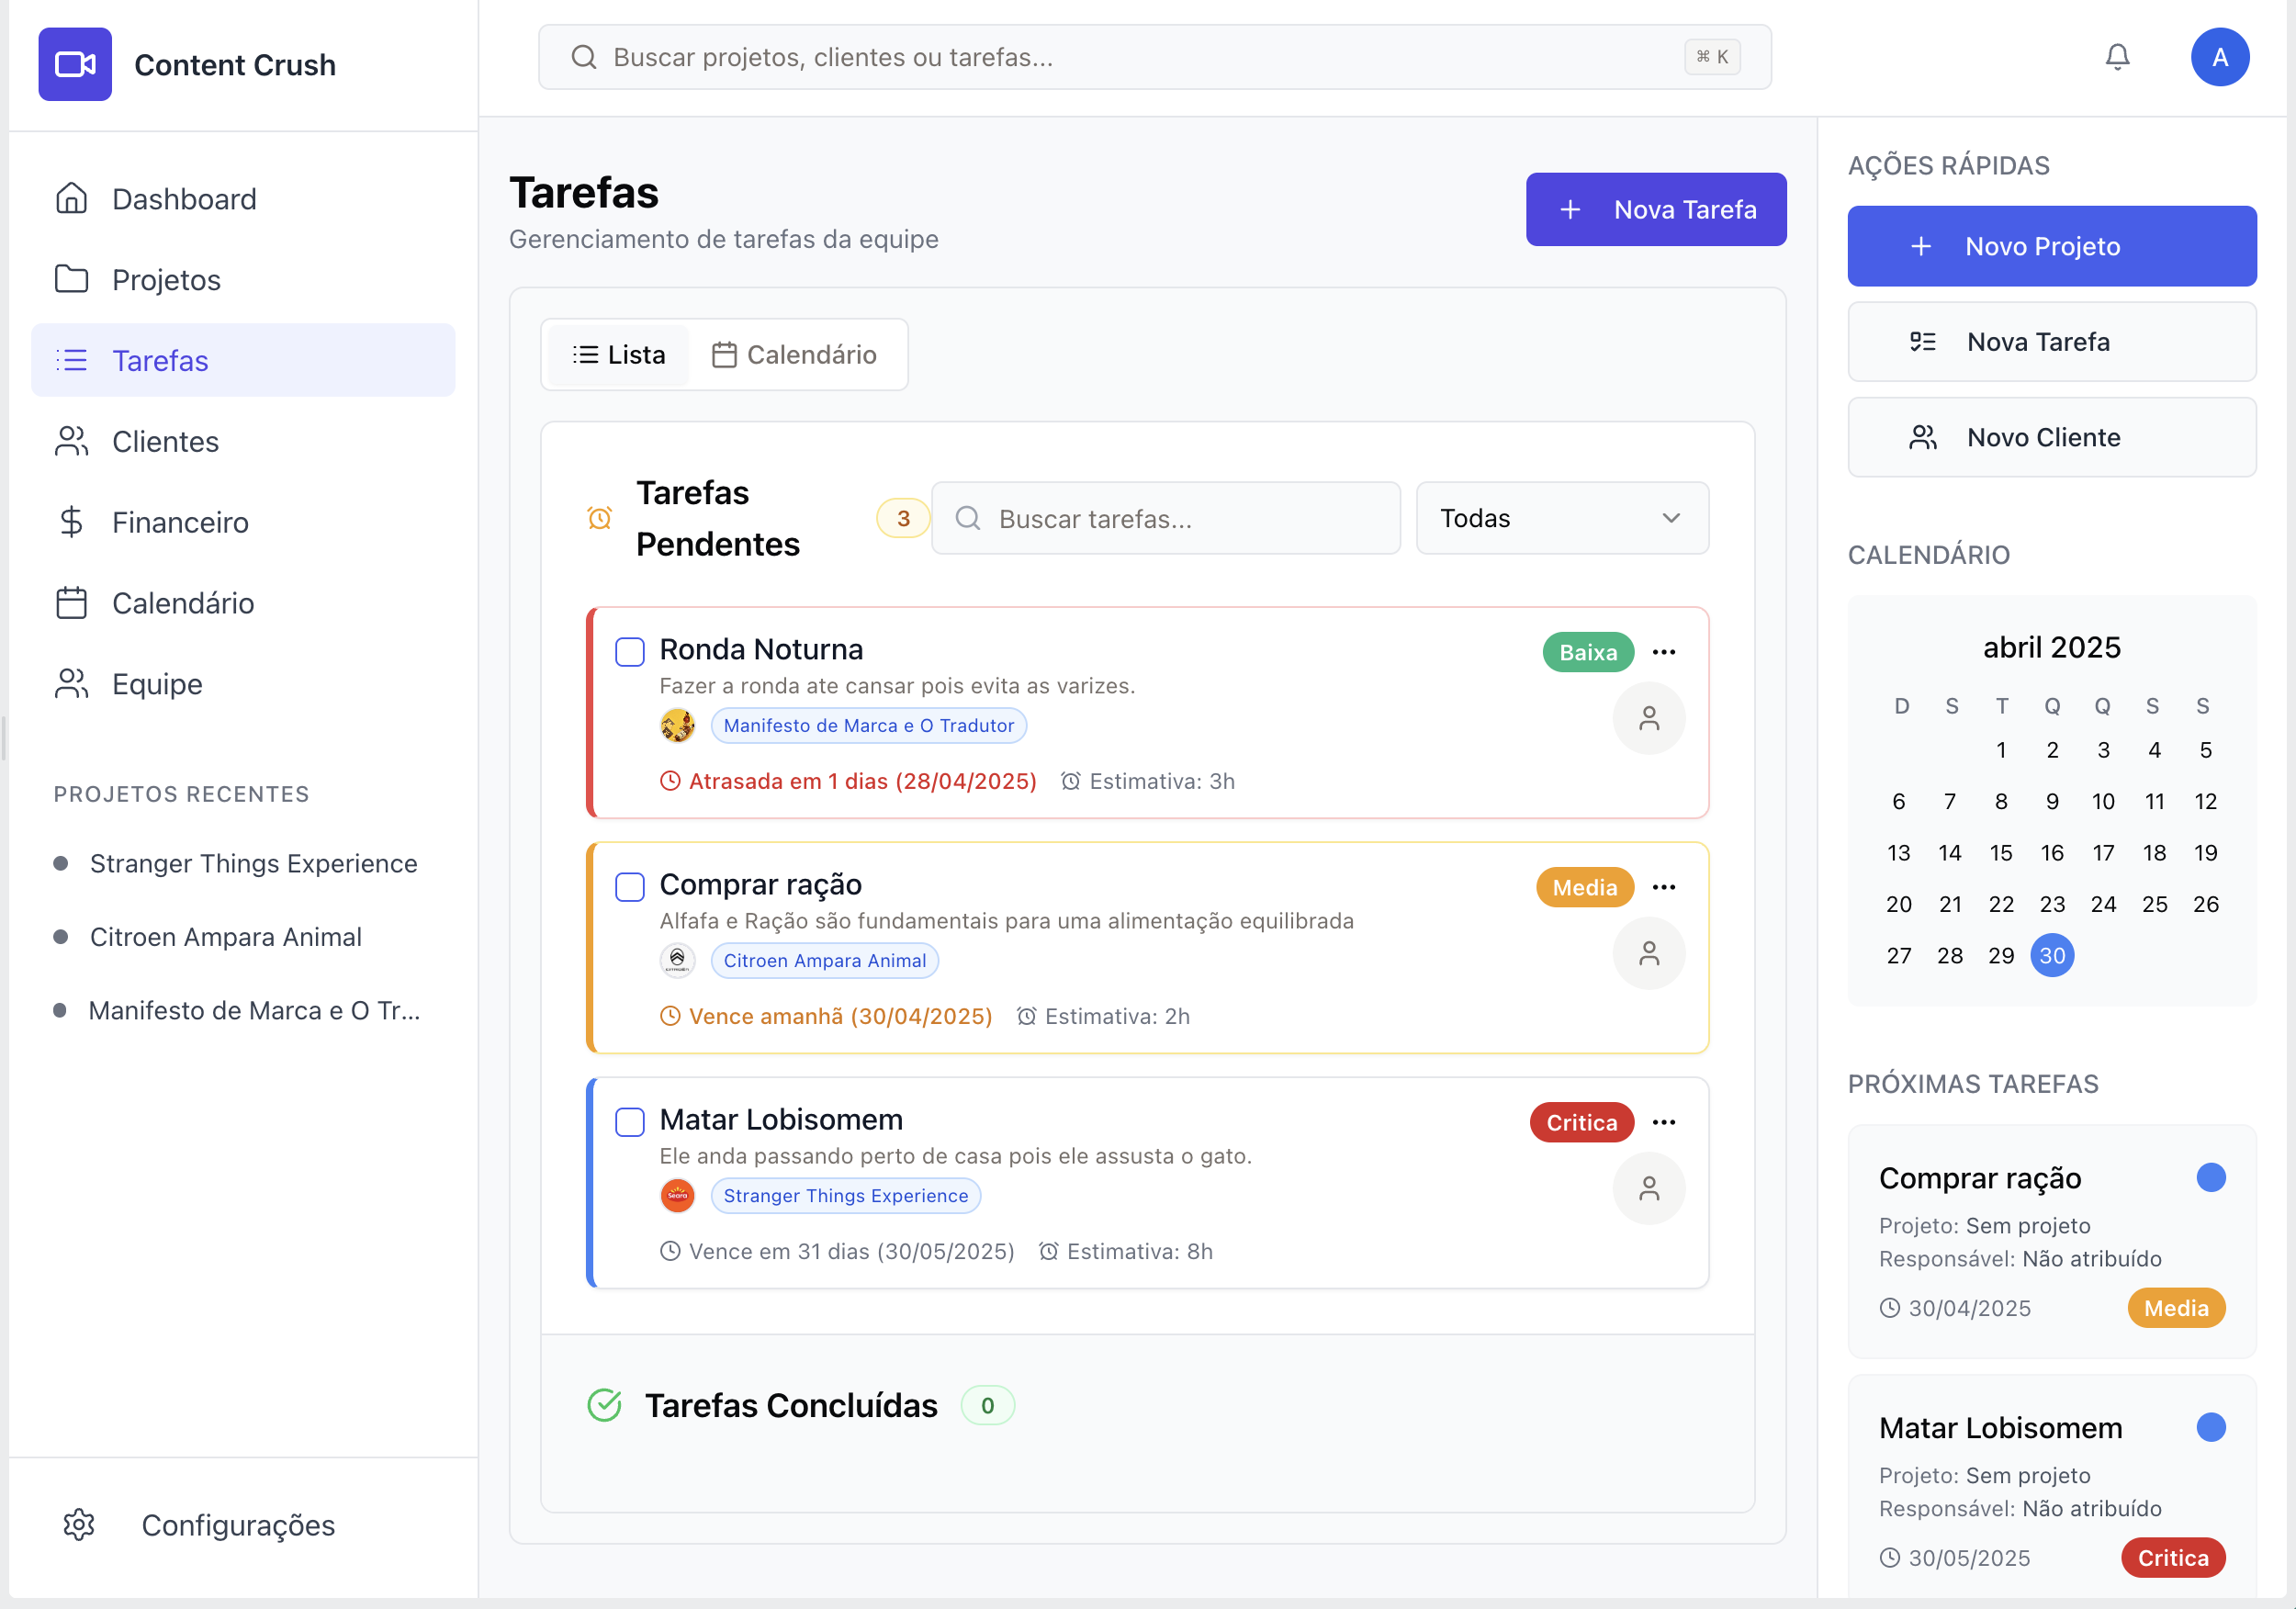 Content Crush
Buscar projetos, clientes ou tarefas...
⌘ K
A
Dashboard
Projetos
Tarefas
Clientes
Financeiro
Calendário
Equipe
PROJETOS RECENTES
Stranger Things Experience
Citroen Ampara Animal
Manifesto de Marca e O Tr...
Configurações
Tarefas
Gerenciamento de tarefas da equipe
Nova Tarefa
Lista
Calendário
Tarefas
Pendentes
3
Buscar tarefas...
Todas
Ronda Noturna
Baixa
Fazer a ronda ate cansar pois evita as varizes.
Manifesto de Marca e O Tradutor
Atrasada em 1 dias (28/04/2025)
Estimativa: 3h
Comprar ração
Media
Alfafa e Ração são fundamentais para uma alimentação equilibrada
Citroen Ampara Animal
Vence amanhã (30/04/2025)
Estimativa: 2h
Matar Lobisomem
Critica
Ele anda passando perto de casa pois ele assusta o gato.
Seara
Stranger Things Experience
Vence em 31 dias (30/05/2025)
Estimativa: 8h
Tarefas Concluídas
0
AÇÕES RÁPIDAS
Novo Projeto
Nova Tarefa
Novo Cliente
CALENDÁRIO
abril 2025
D S T Q Q S S
1 2 3 4 5
6 7 8 9 10 11 12
13 14 15 16 17 18 19
20 21 22 23 24 25 26
27 28 29 30
PRÓXIMAS TAREFAS
Comprar ração
Projeto: Sem projeto
Responsável: Não atribuído
30/04/2025
Media
Matar Lobisomem
Projeto: Sem projeto
Responsável: Não atribuído
30/05/2025
Critica